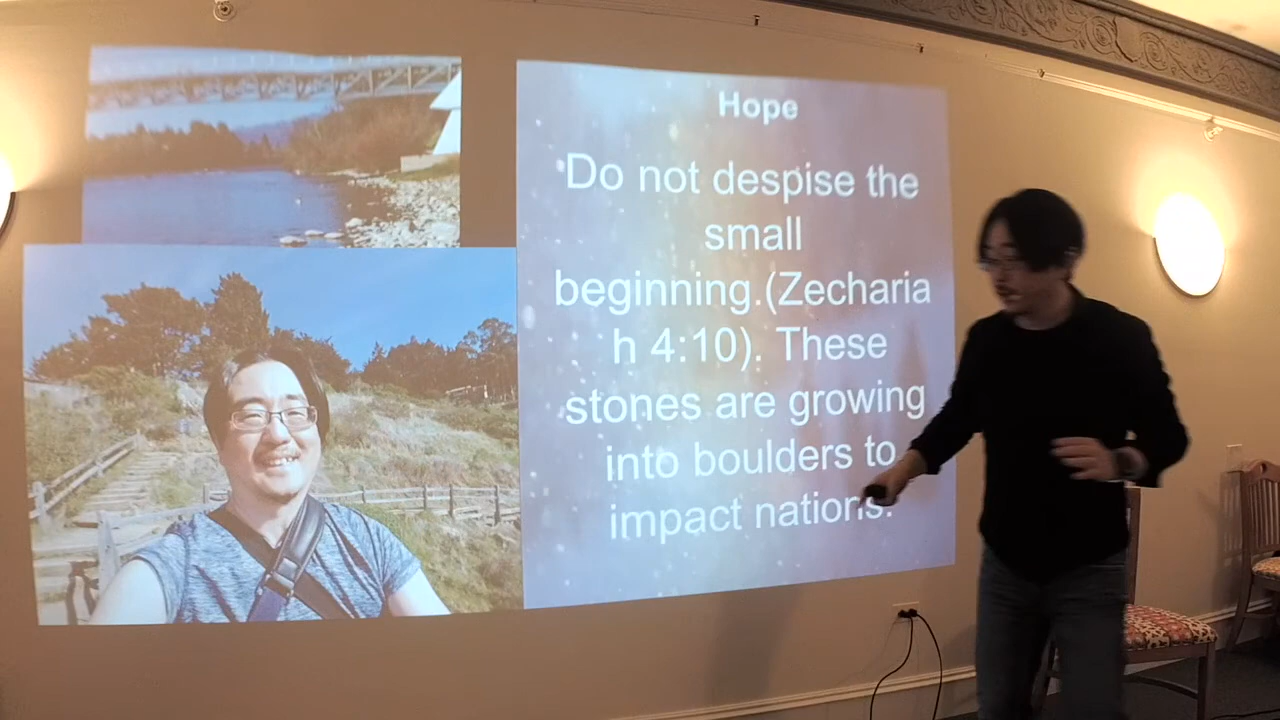 Hope
Do not despise the
small
beginning.(Zecharia
h 4:10). These
stones are growing
into boulders to
impact nations.